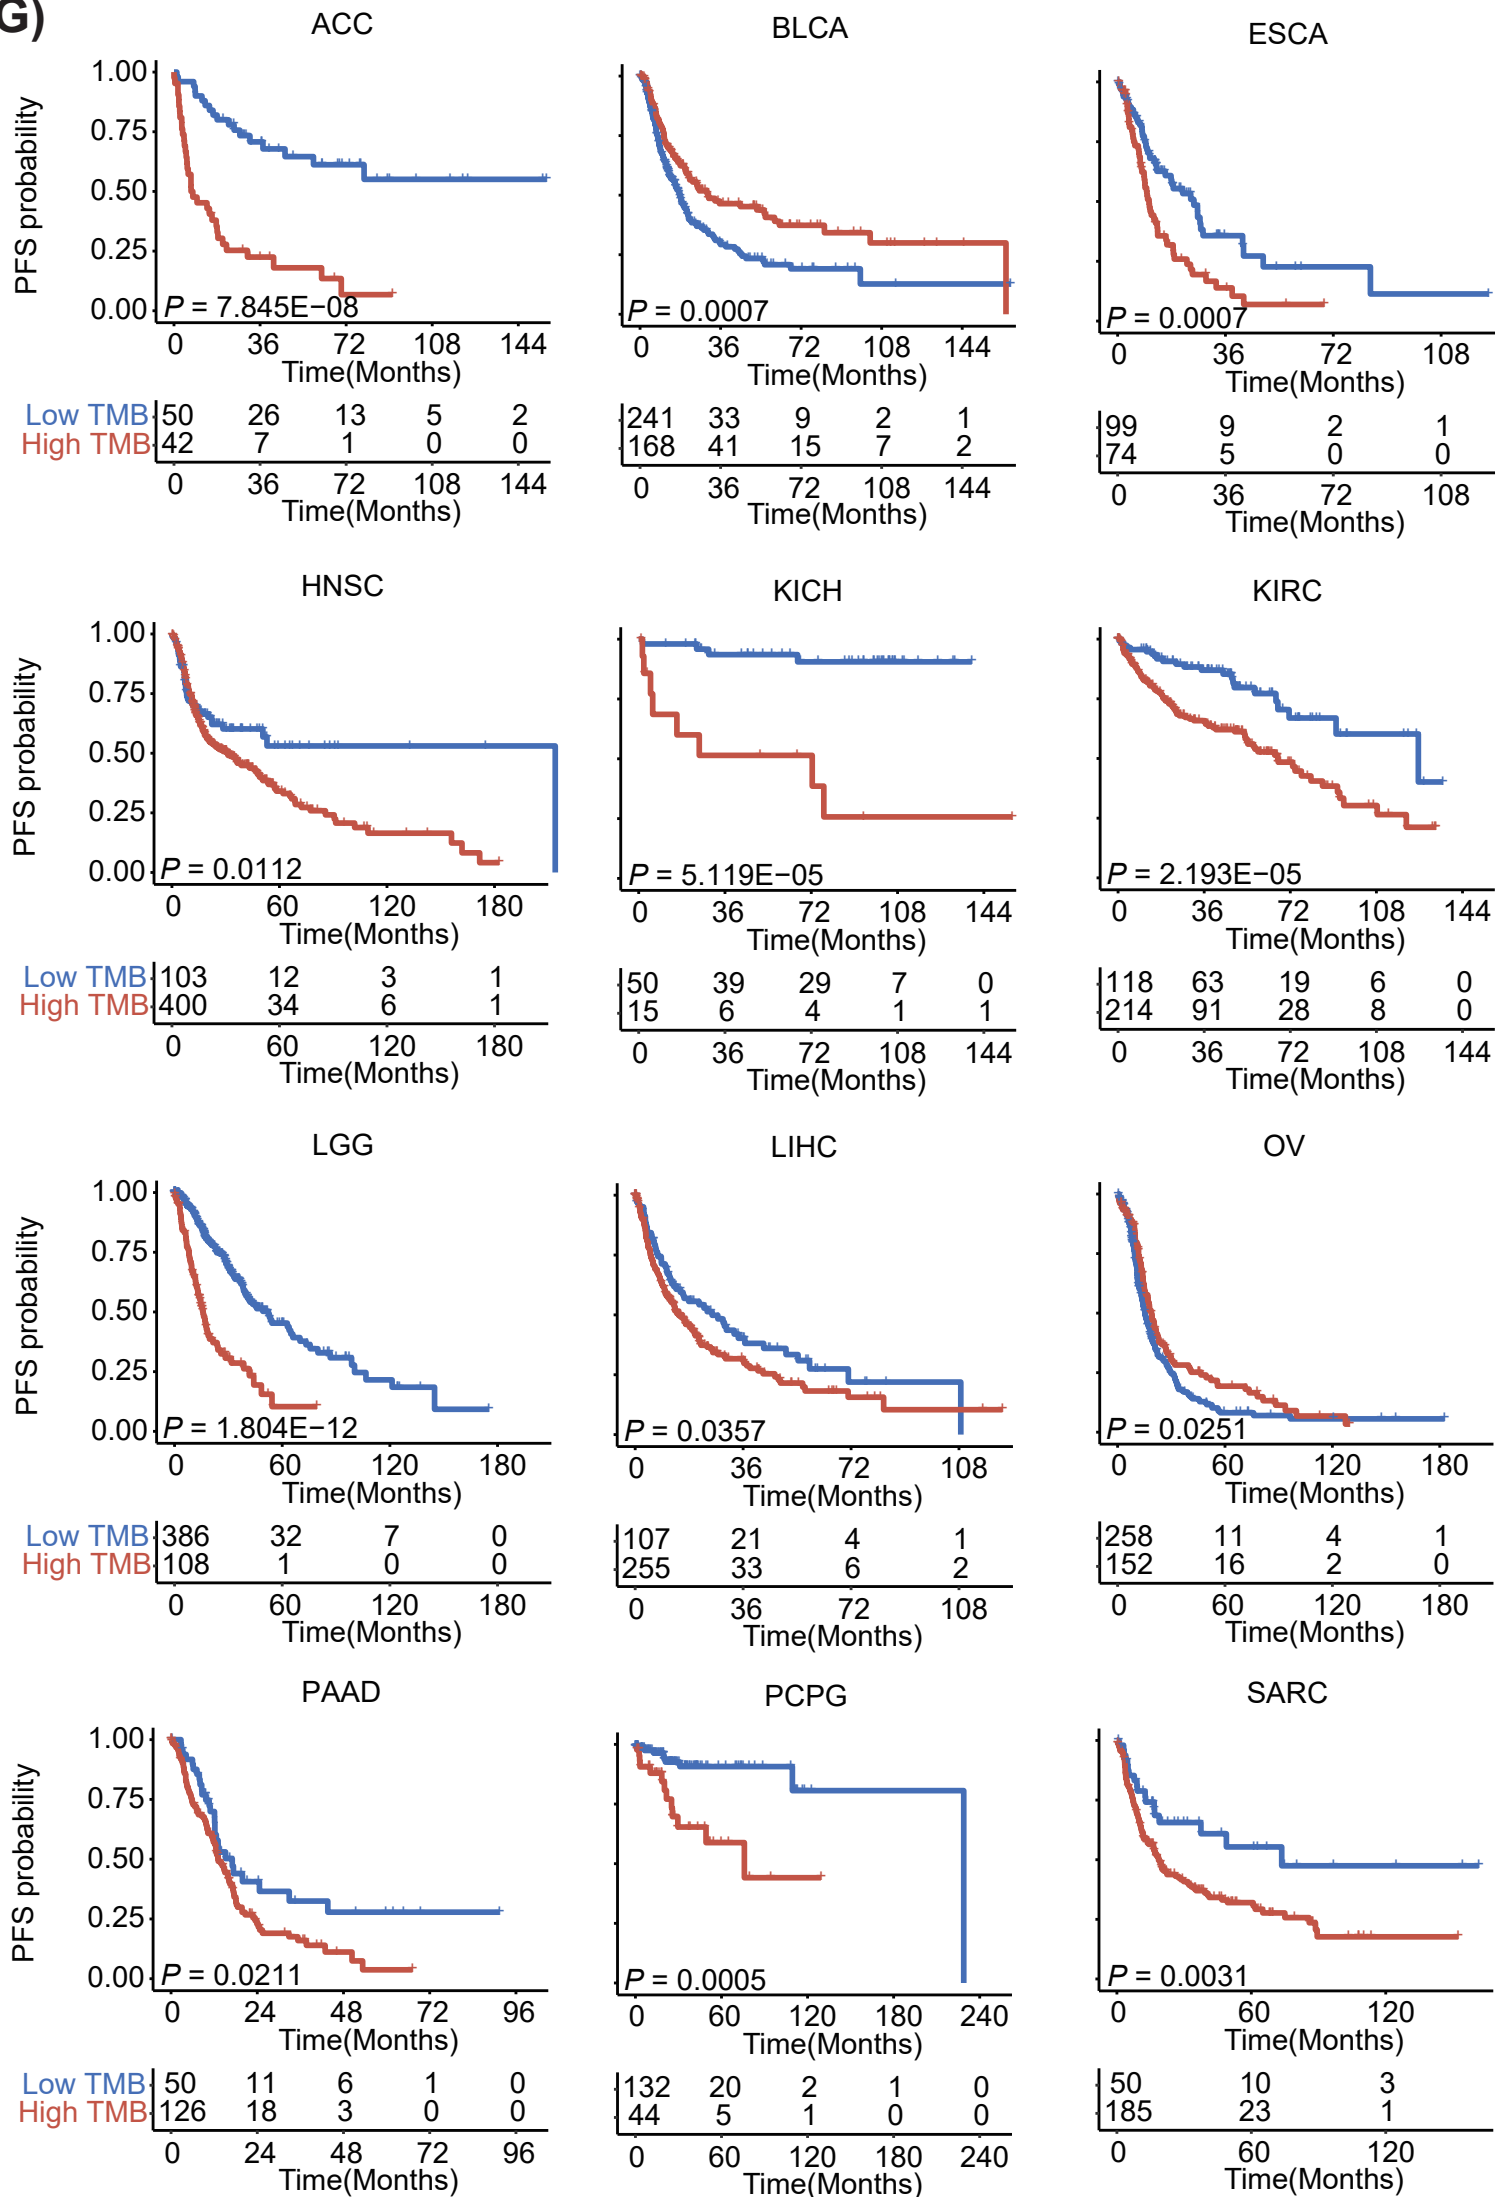 G)
ACC BLCA ESCA
PFS probability
1.00
0.75
0.50
0.25
0.00
P = 7.845E−08 P = 0.0007 P = 0.0007
0 36 72 108 144 0 36 72 108 144 0 36 72 108
Time(Months) Time(Months) Time(Months)
Low TMB 50 26 13 5 2 241 33 9 2 1 99 9 2 1
High TMB 42 7 1 0 0 168 41 15 7 2 74 5 0 0
0 36 72 108 144 0 36 72 108 144 0 36 72 108
Time(Months) Time(Months) Time(Months)
HNSC KICH KIRC
PFS probability
1.00
0.75
0.50
0.25
0.00
P = 0.0112 P = 5.119E−05 P = 2.193E−05
0 60 120 180 0 36 72 108 144 0 36 72 108 144
Time(Months) Time(Months) Time(Months)
Low TMB 103 12 3 1 50 39 29 7 0 118 63 19 6 0
High TMB 400 34 6 1 15 6 4 1 1 214 91 28 8 0
0 60 120 180 0 36 72 108 144 0 36 72 108 144
Time(Months) Time(Months) Time(Months)
LGG LIHC OV
PFS probability
1.00
0.75
0.50
0.25
0.00
P = 1.804E−12 P = 0.0357 P = 0.0251
0 60 120 180 0 36 72 108 0 60 120 180
Time(Months) Time(Months) Time(Months)
Low TMB 386 32 7 0 107 21 4 1 258 11 4 1
High TMB 108 1 0 0 255 33 6 2 152 16 2 0
0 60 120 180 0 36 72 108 0 60 120 180
Time(Months) Time(Months) Time(Months)
PAAD PCPG SARC
PFS probability
1.00
0.75
0.50
0.25
0.00
P = 0.0211 P = 0.0005 P = 0.0031
0 24 48 72 96 0 60 120 180 240 0 60 120
Time(Months) Time(Months) Time(Months)
Low TMB 50 11 6 1 0 132 20 2 1 0 50 10 3
High TMB 126 18 3 0 0 44 5 1 0 0 185 23 1
0 24 48 72 96 0 60 120 180 240 0 60 120
Time(Months) Time(Months) Time(Months)